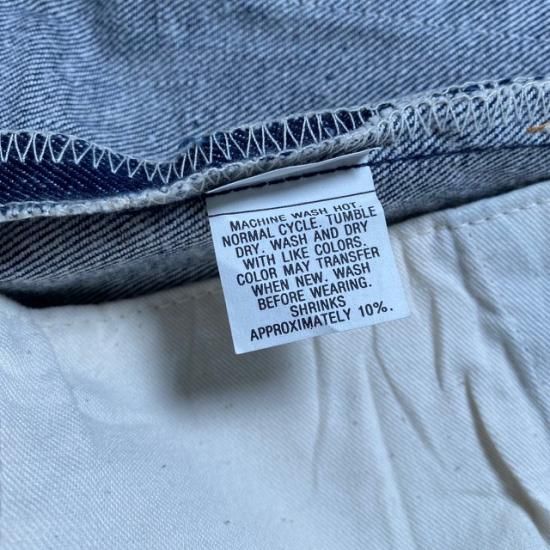 MACHINE WASH HOT.
NORMAL CYCLE. TUMBLE
DRY. WASH AND DRY
WITH LIKE COLORS.
COLOR MAY TRANSFER
WHEN NEW. WASH
BEFORE WEARING.
SHRINKS
APPROXIMATELY 10%.